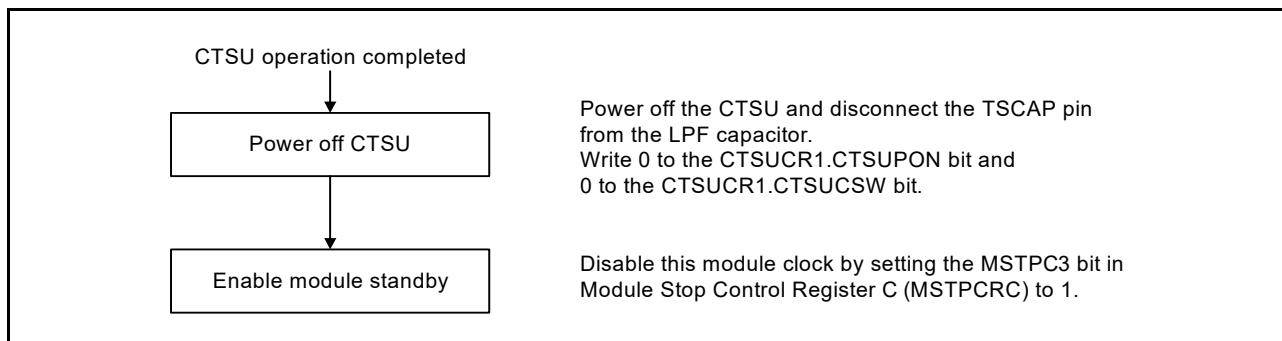 CTSU operation completed
Power off CTSU
Power off the CTSU and disconnect the TSCAP pin
from the LPF capacitor.
Write 0 to the CTSUCR1.CTSUPON bit and
0 to the CTSUCR1.CTSUCSW bit.
Enable module standby
Disable this module clock by setting the MSTPC3 bit in
Module Stop Control Register C (MSTPCRC) to 1.